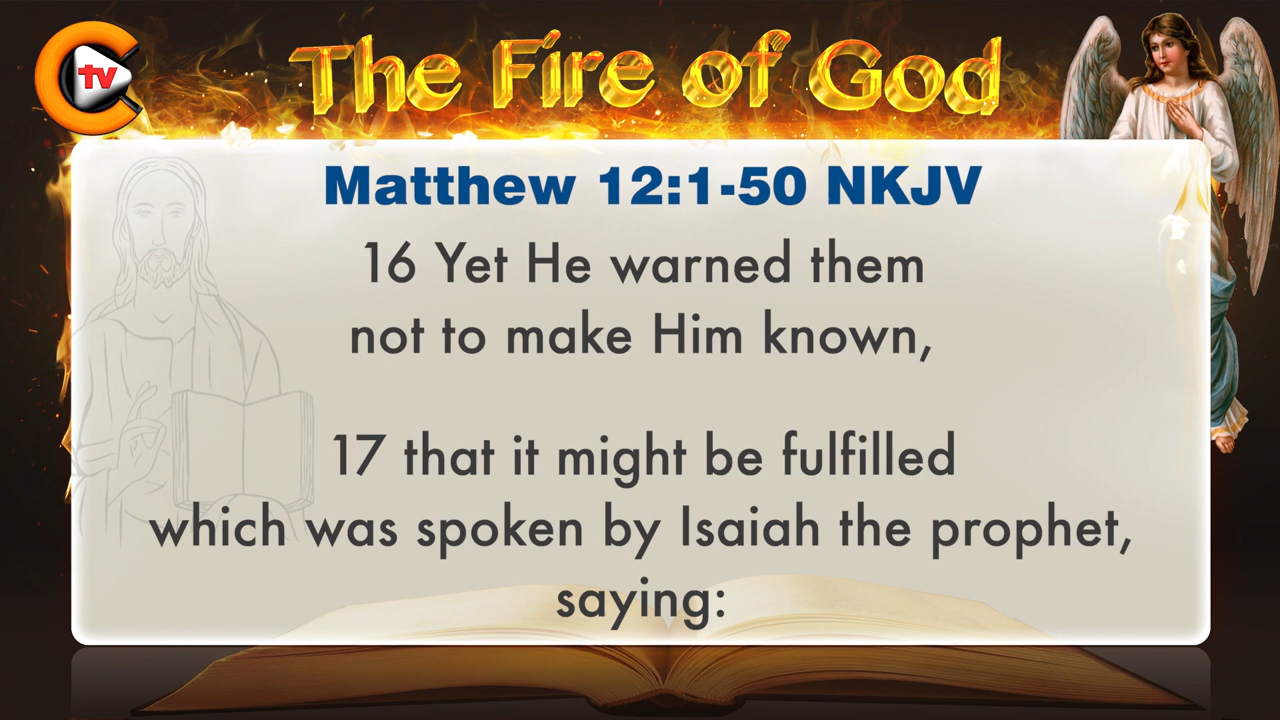 tv
The Fire of God
Matthew 12:1-50 NKJV
16 Yet He warned them
not to make Him known,
17 that it might be fulfilled
which was spoken by Isaiah the prophet,
saying: